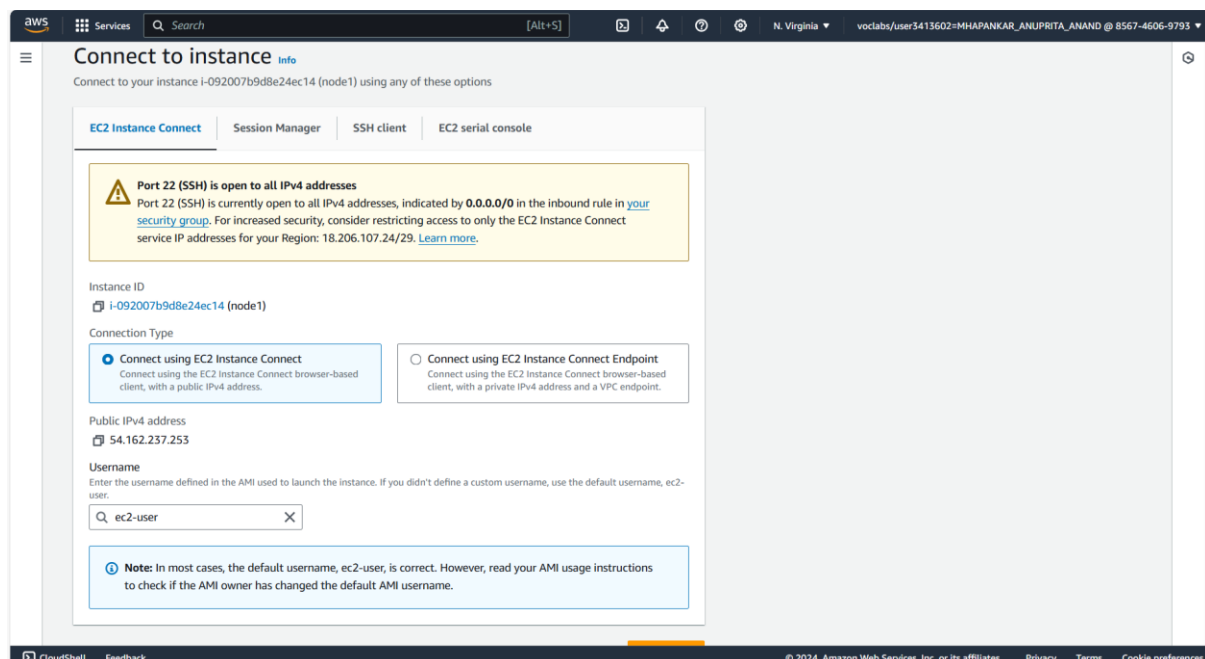 aws Services Search [Alt+S] N. Virginia voclabs/user3413602=MHAPANKAR_ANUPRITA_ANAND @ 8567-4606-9793
Connect to instance Info
Connect to your instance i-092007b9d8e24ec14 (node1) using any of these options
EC2 Instance Connect Session Manager SSH client EC2 serial console
Port 22 (SSH) is open to all IPv4 addresses
Port 22 (SSH) is currently open to all IPv4 addresses, indicated by 0.0.0.0/0 in the inbound rule in your
security group. For increased security, consider restricting access to only the EC2 Instance Connect
service IP addresses for your Region: 18.206.107.24/29. Learn more.
Instance ID
i-092007b9d8e24ec14 (node1)
Connection Type
Connect using EC2 Instance Connect
Connect using the EC2 Instance Connect browser-based
client, with a public IPv4 address.
Connect using EC2 Instance Connect Endpoint
Connect using the EC2 Instance Connect browser-based
client, with a private IPv4 address and a VPC endpoint.
Public IPv4 address
54.162.237.253
Username
Enter the username defined in the AMI used to launch the instance. If you didn't define a custom username, use the default username, ec2-
user.
ec2-user
Note: In most cases, the default username, ec2-user, is correct. However, read your AMI usage instructions
to check if the AMI owner has changed the default AMI username.
CloudShell Feedback © 2024, Amazon Web Services, Inc. or its affiliates. Privacy Terms Cookie preferences